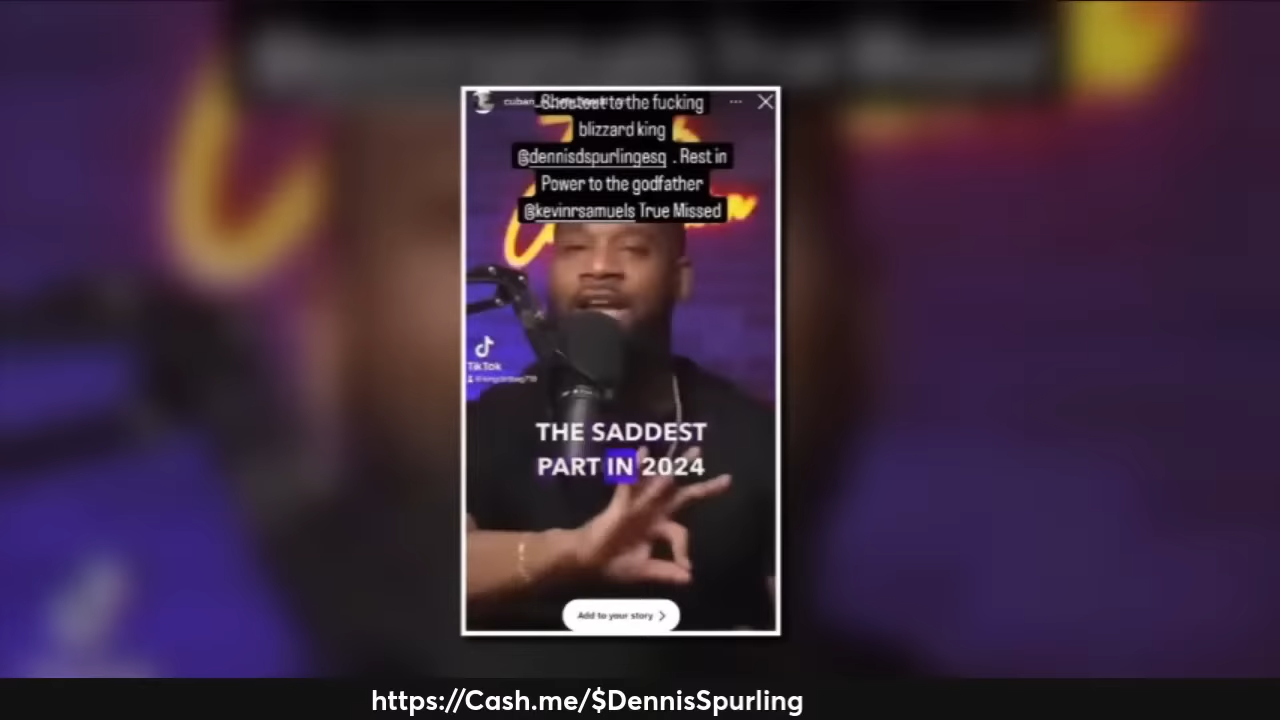 Shoutout to the fucking
blizzard king
@dennisdspurlingesq . Rest in
Power to the godfather
@kevinrsamuels True Missed
TikTok
THE SADDEST
PART IN 2024
Add to your story
https://Cash.me/$DennisSpurling